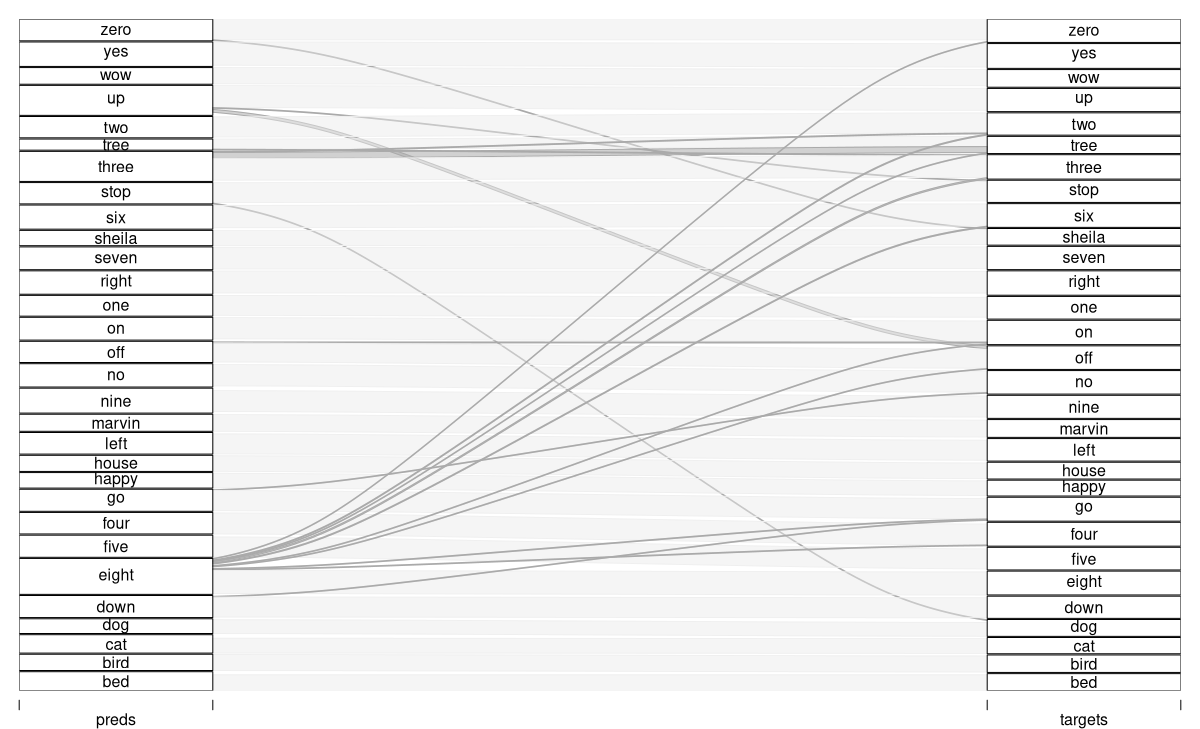 zero
yes
wow
up
two
tree
three
stop
six
sheila
seven
right
one
on
off
no
nine
marvin
left
house
happy
go
four
five
eight
down
dog
cat
bird
bed
preds
zero
yes
wow
up
two
tree
three
stop
six
sheila
seven
right
one
on
off
no
nine
marvin
left
house
happy
go
four
five
eight
down
dog
cat
bird
bed
targets